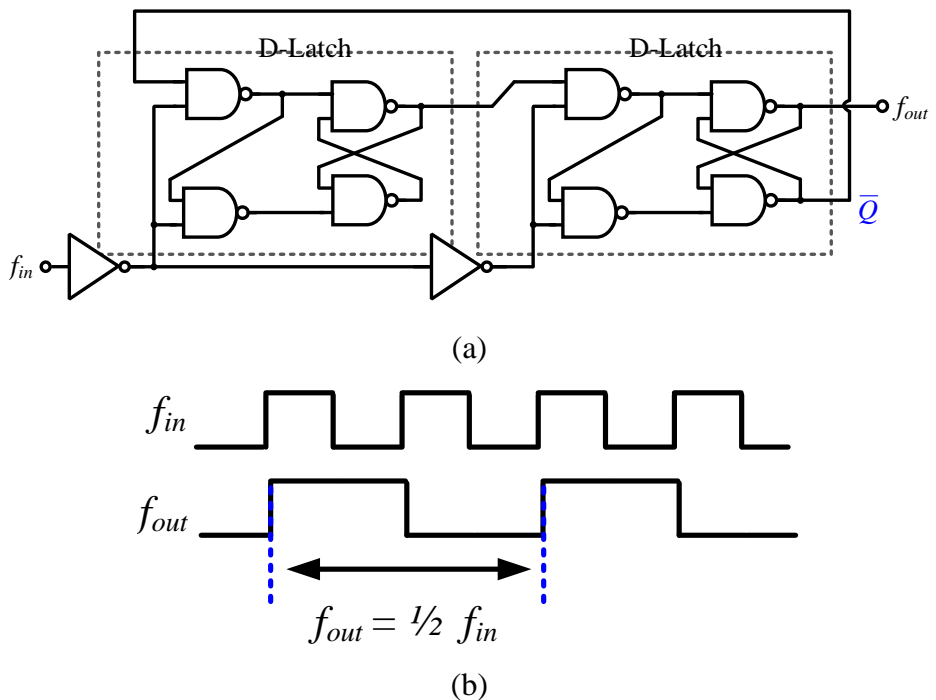 D-Latch D-Latch
f_out
Q̅
f_in
(a)
f_in
f_out
f_out = ½ f_in
(b)